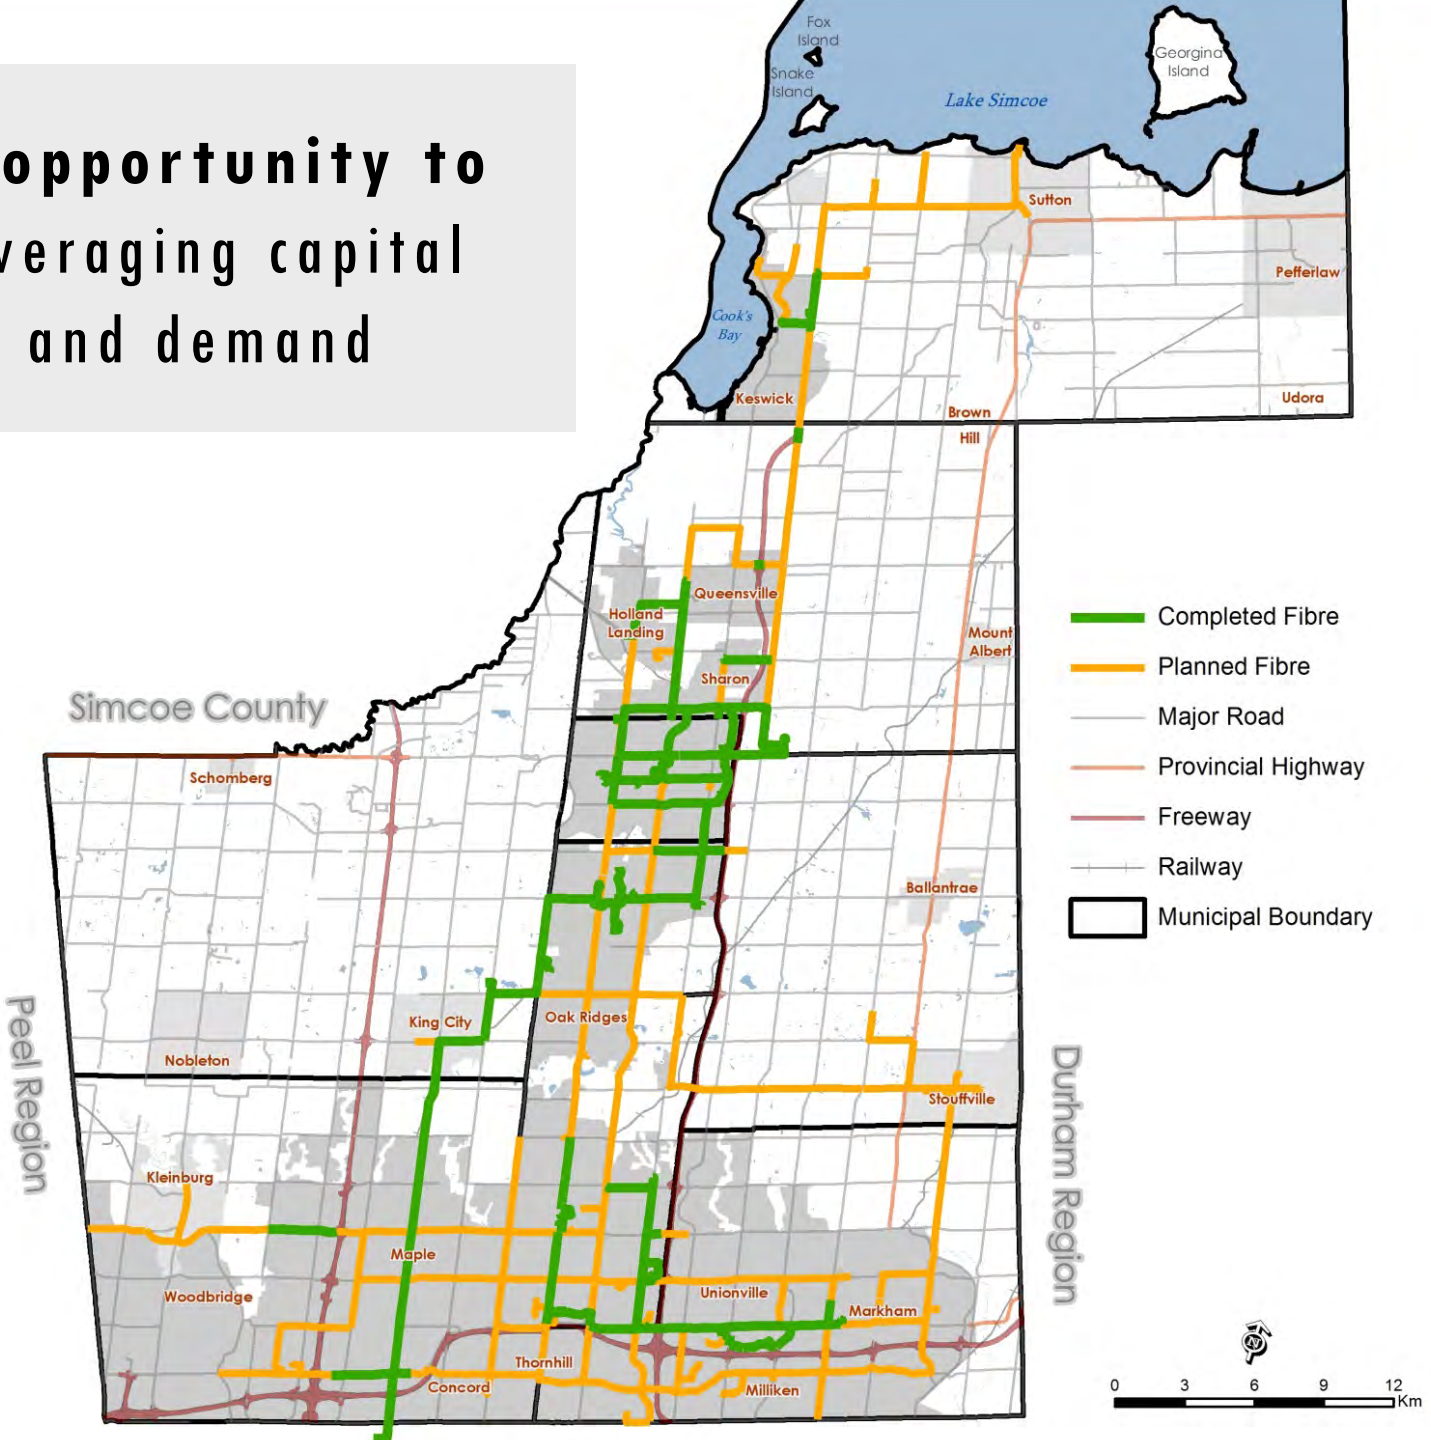 opportunity to
veraging capital
and demand
Fox
Island
Snake
Island
Georgina
Island
Lake Simcoe
Sutton
Pefferlaw
Cook's
Bay
Keswick
Udora
Brown
Hill
Queensville
Holland
Landing
Mount
Albert
Sharon
Completed Fibre
Planned Fibre
Major Road
Provincial Highway
Freeway
Railway
Municipal Boundary
Simcoe County
Schomberg
Ballantrae
Peel Region
King City
Oak Ridges
Nobleton
Stouffville
Durham Region
Kleinburg
Maple
Woodbridge
Unionville
Markham
Thornhill
Concord
Milliken
N
0 3 6 9 12
Km